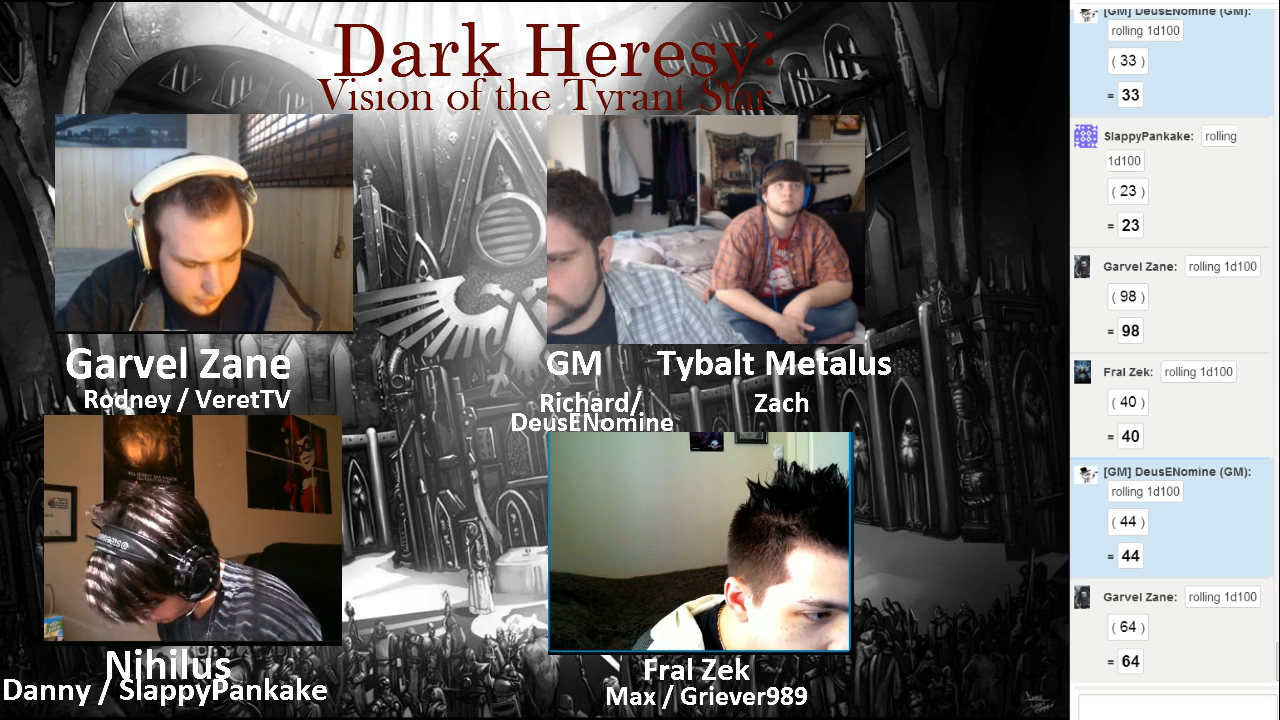 Dark Heresy:
Vision of the Tyrant Star
Garvel Zane
Rodney / VeretTV
GM
Richard/
DeusENomine
Tybalt Metalus
Zach
Nihilus
Danny / SlappyPankake
Fral Zek
Max / Griever989
[GM] DeusENomine (GM):
rolling 1d100
( 33 )
= 33
SlappyPankake: rolling
1d100
( 23 )
= 23
Garvel Zane: rolling 1d100
( 98 )
= 98
Fral Zek: rolling 1d100
( 40 )
= 40
[GM] DeusENomine (GM):
rolling 1d100
( 44 )
= 44
Garvel Zane: rolling 1d100
( 64 )
= 64